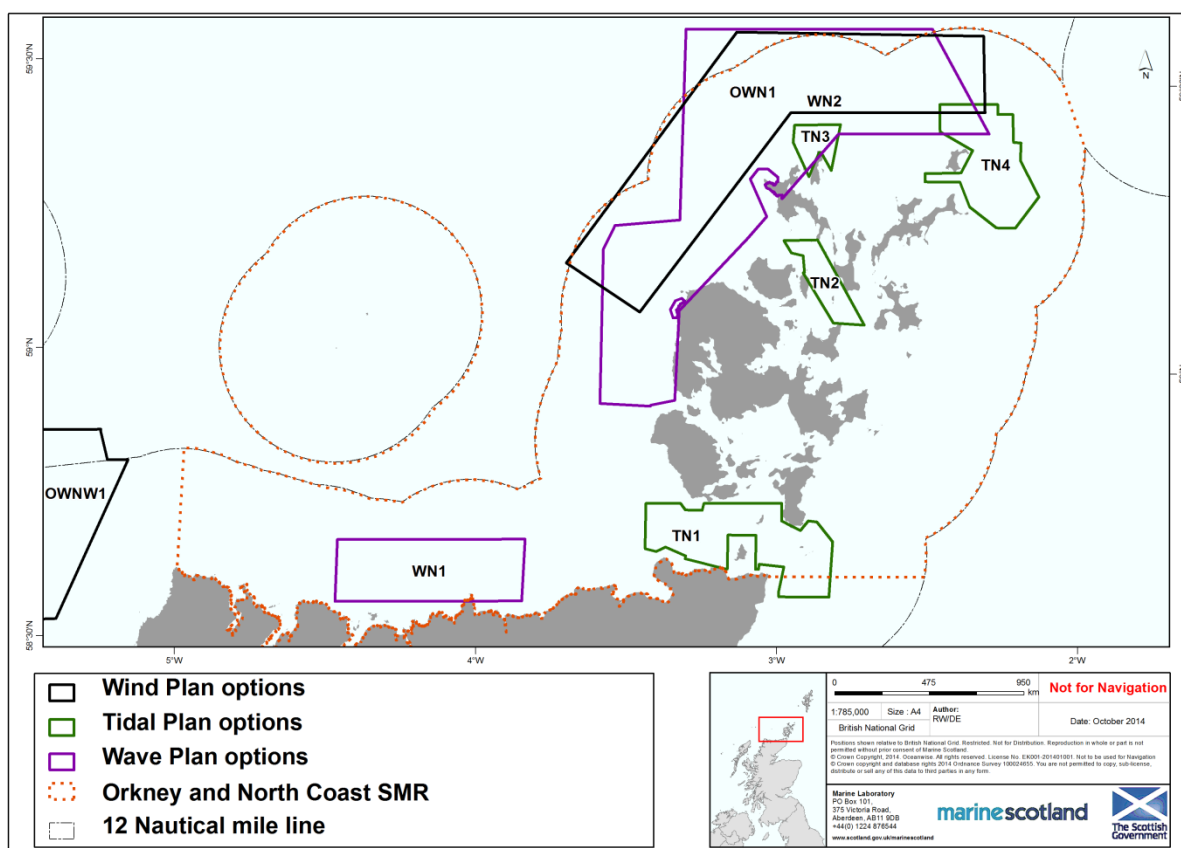 59°30'N
59°N
58°30'N
OWN1
WN2
TN3
TN4
TN2
OWNW1
TN1
WN1
N
5°W
4°W
3°W
2°W
Wind Plan options
Tidal Plan options
Wave Plan options
Orkney and North Coast SMR
12 Nautical mile line
0 475 950
km
Not for Navigation
1:785,000 Size : A4 Author:
RW/DE
British National Grid
Date: October 2014
Positions shown relative to British National Grid. Restricted. Not for Distribution. Reproduction in whole or part is not
permitted without prior consent of Marine Scotland.
© Crown Copyright, 2014 Oceanwise. All rights reserved. License No. EK001-201401001. Not to be used for Navigation
© Crown copyright and database rights 2014 Ordnance Survey 100024655. You are not permitted to copy, sub-license,
distribute or sell any of this data to third parties in any form.
Marine Laboratory
PO Box 101,
375 Victoria Road,
Aberdeen, AB11 9DB
+44(0) 1224 876544
www.scotland.gov.uk/marinescotland
marinescotland
The Scottish
Government